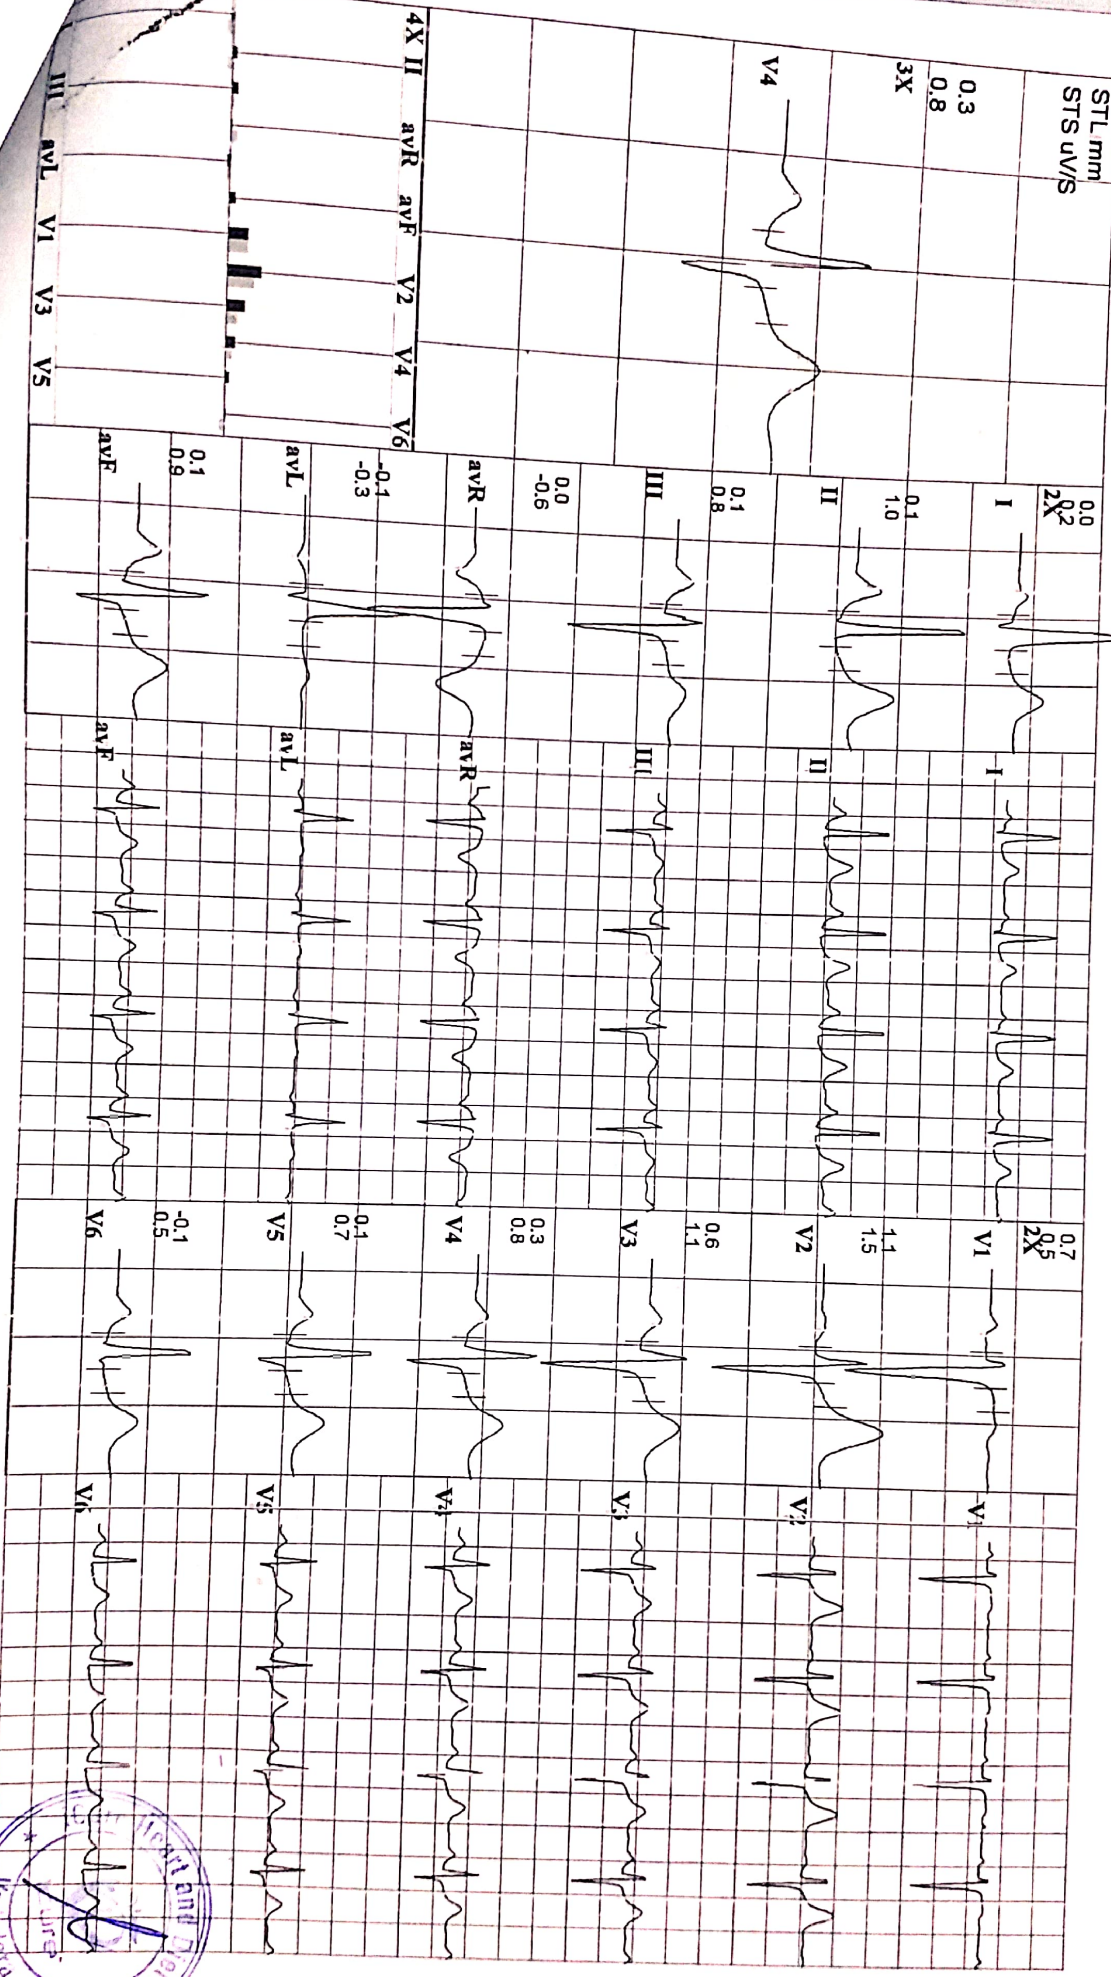 STL mm
STS uV/S
0.3
0.8
3X
V4
4X II avR avF V2 V4 V6
III avL V1 V3 V5
0.0
0.2
2X
I
0.1
1.0
II
0.1
0.8
III
0.0
-0.6
avR
-0.1
-0.3
avL
0.1
0.9
avF
I
II
III
avR
avL
avF
0.7
0.5
2X
V1
1.1
1.5
V2
0.6
1.1
V3
0.3
0.8
V4
0.1
0.7
V5
-0.1
0.5
V6
V1
V2
V3
V4
V5
V6
Heart and